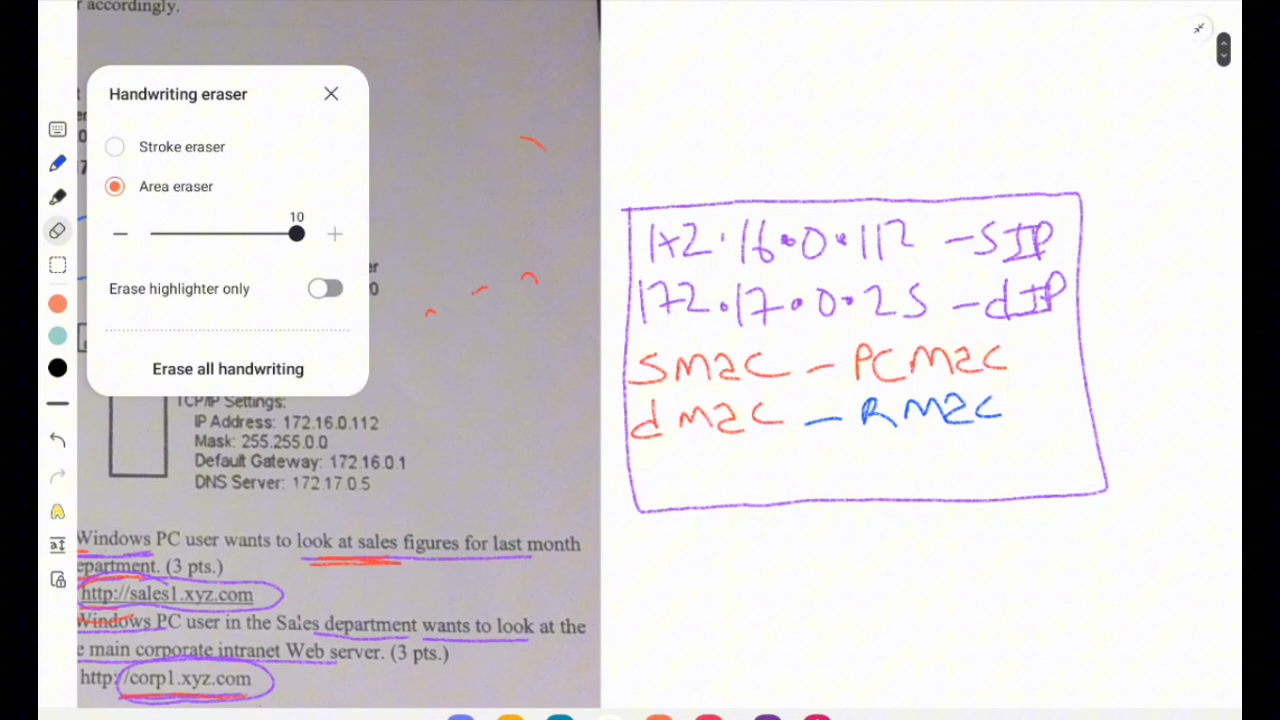 r accordingly.
Handwriting eraser
Stroke eraser
Area eraser
10
Erase highlighter only
Erase all handwriting
er
0
TCP/IP Settings:
IP Address: 172.16.0.112
Mask: 255.255.0.0
Default Gateway: 172.16.0.1
DNS Server: 172.17.0.5
Windows PC user wants to look at sales figures for last month
epartment. (3 pts.)
http://sales1.xyz.com
Windows PC user in the Sales department wants to look at the
e main corporate intranet Web server. (3 pts.)
http://corp1.xyz.com
172.16.0.112 - SIP
172.17.0.25 - dIP
SMac - PCMac
dMac - RMac